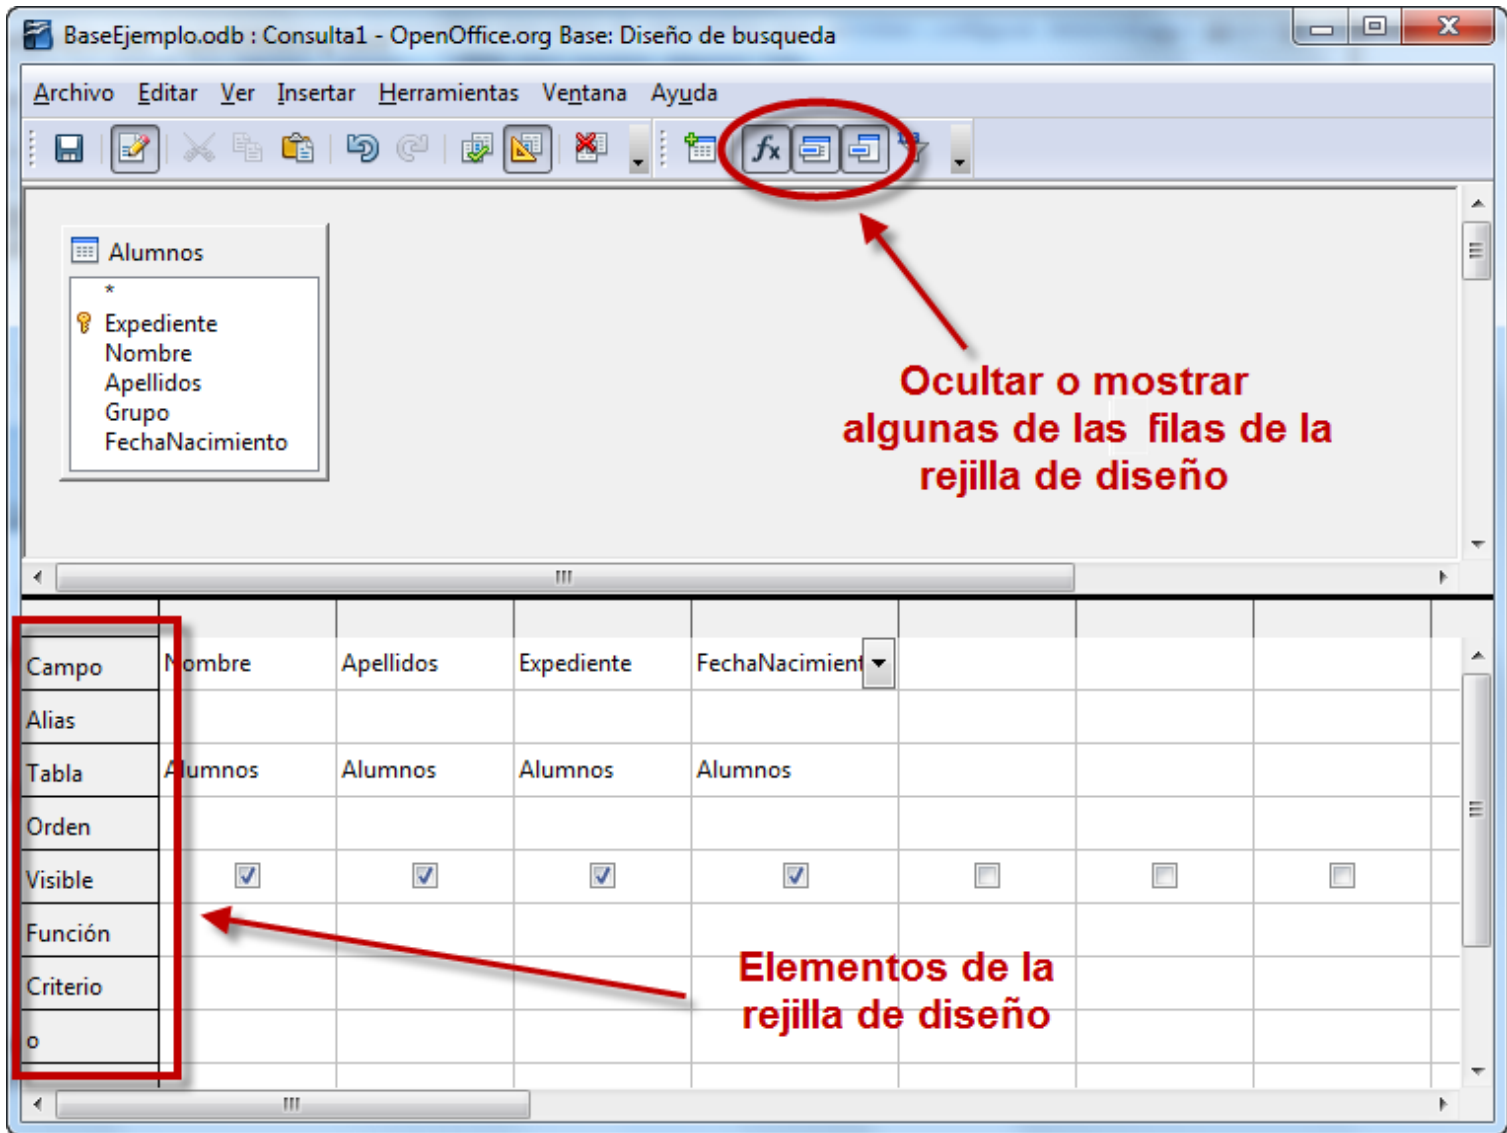 BaseEjemplo.odb : Consulta1 - OpenOffice.org Base: Diseño de busqueda
Archivo Editar Ver Insertar Herramientas Ventana Ayuda
fx
Alumnos
*
Expediente
Nombre
Apellidos
Grupo
FechaNacimiento
Ocultar o mostrar
algunas de las filas de la
rejilla de diseño
Campo Nombre Apellidos Expediente FechaNacimient
Alias
Tabla Alumnos Alumnos Alumnos Alumnos
Orden
Visible
Función
Criterio
o
Elementos de la
rejilla de diseño